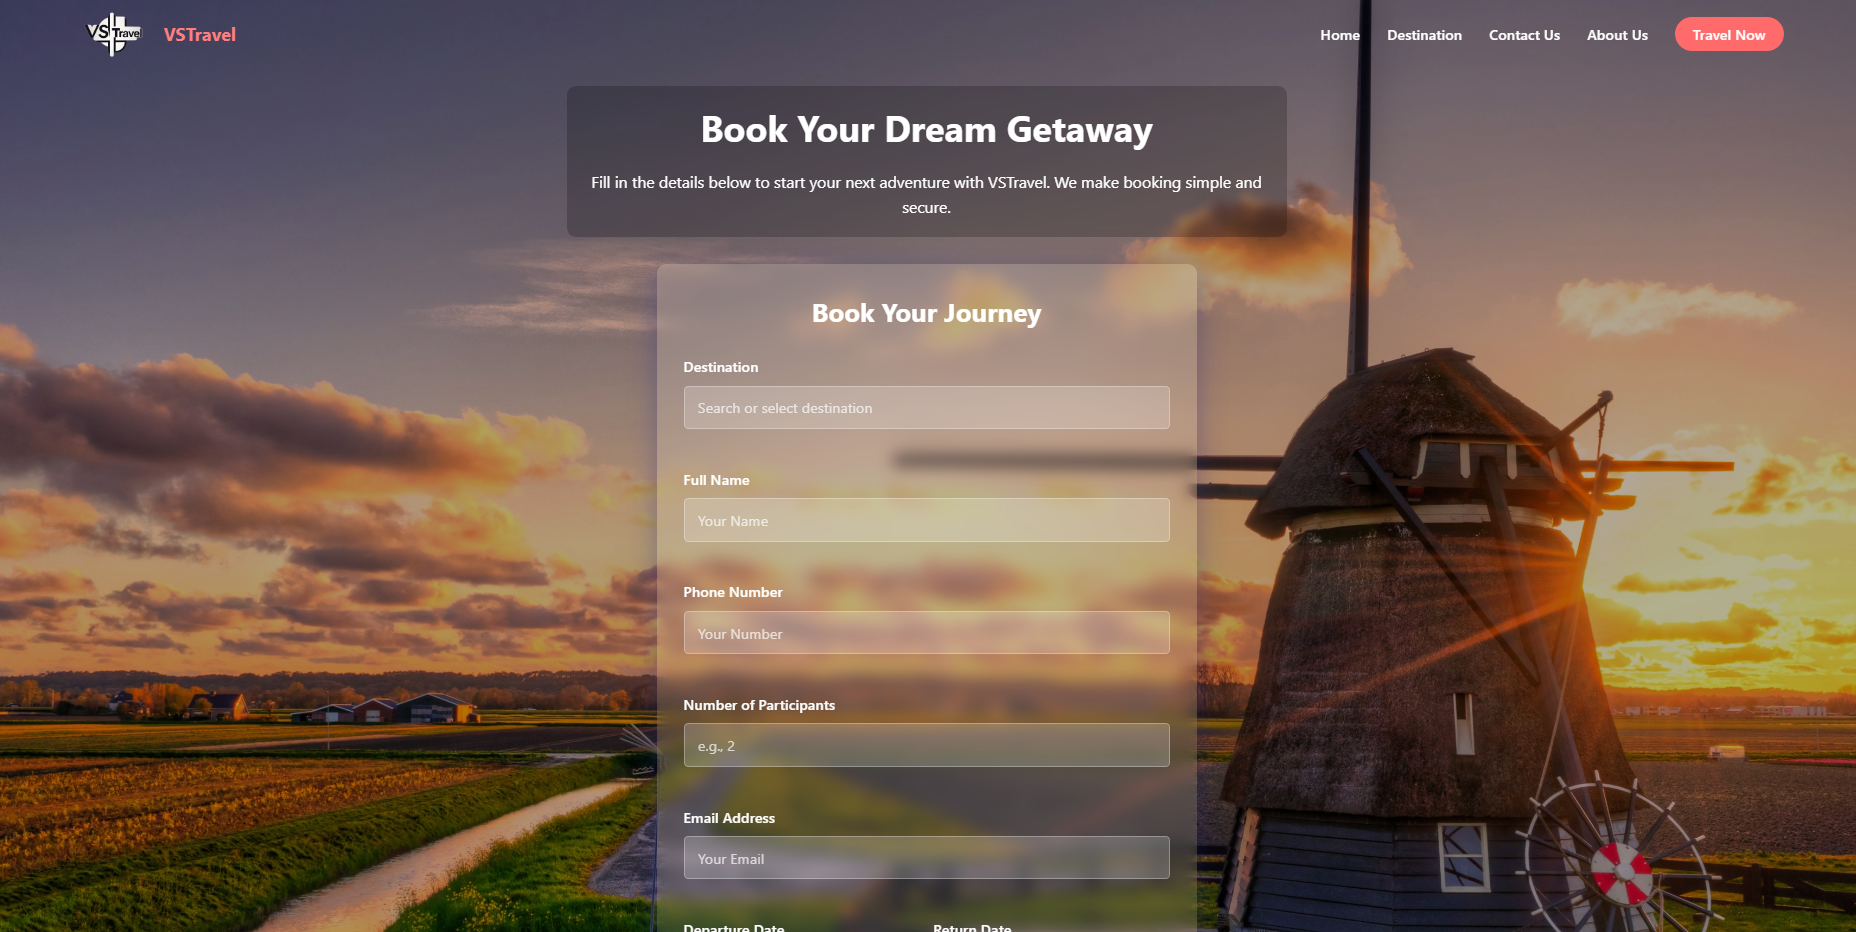 VS Travel
VSTravel
Home
Destination
Contact Us
About Us
Travel Now
Book Your Dream Getaway
Fill in the details below to start your next adventure with VSTravel. We make booking simple and
secure.
Book Your Journey
Destination
Search or select destination
Full Name
Your Name
Phone Number
Your Number
Number of Participants
e.g., 2
Email Address
Your Email
Departure Date
Return Date